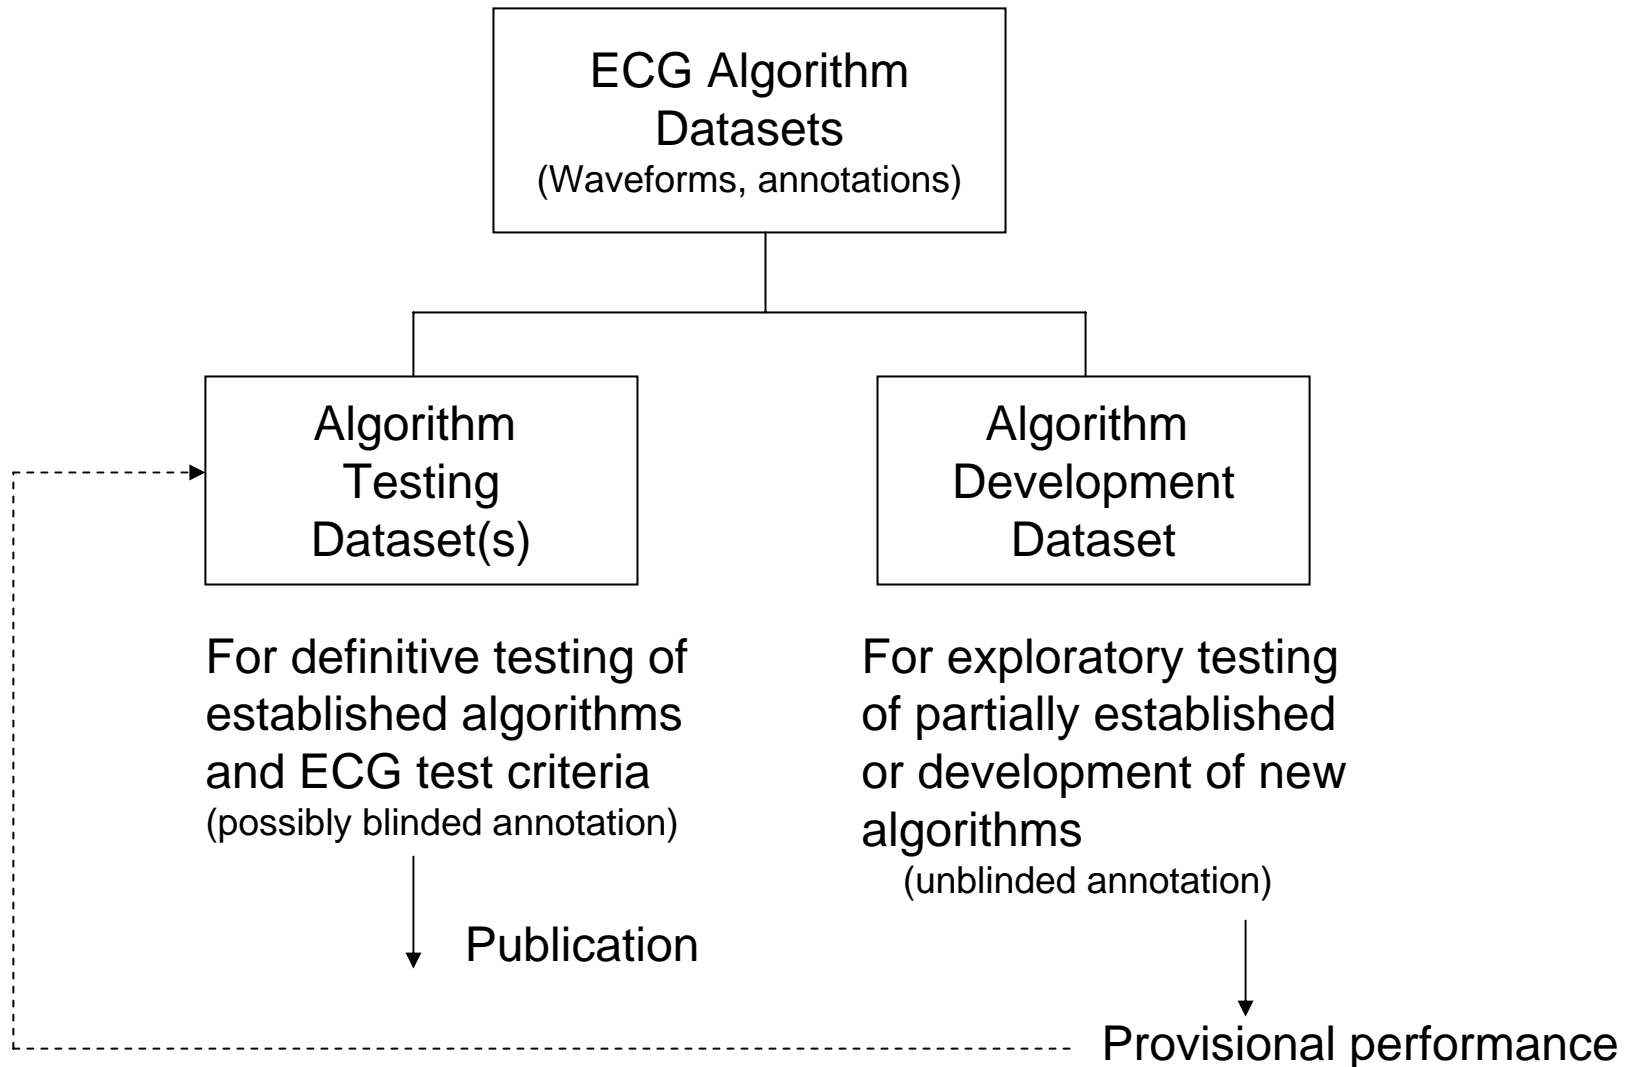 ECG Algorithm
Datasets
(Waveforms, annotations)
Algorithm
Testing
Dataset(s)
Algorithm
Development
Dataset
For definitive testing of
established algorithms
and ECG test criteria
(possibly blinded annotation)
For exploratory testing
of partially established
or development of new
algorithms
(unblinded annotation)
Publication
Provisional performance